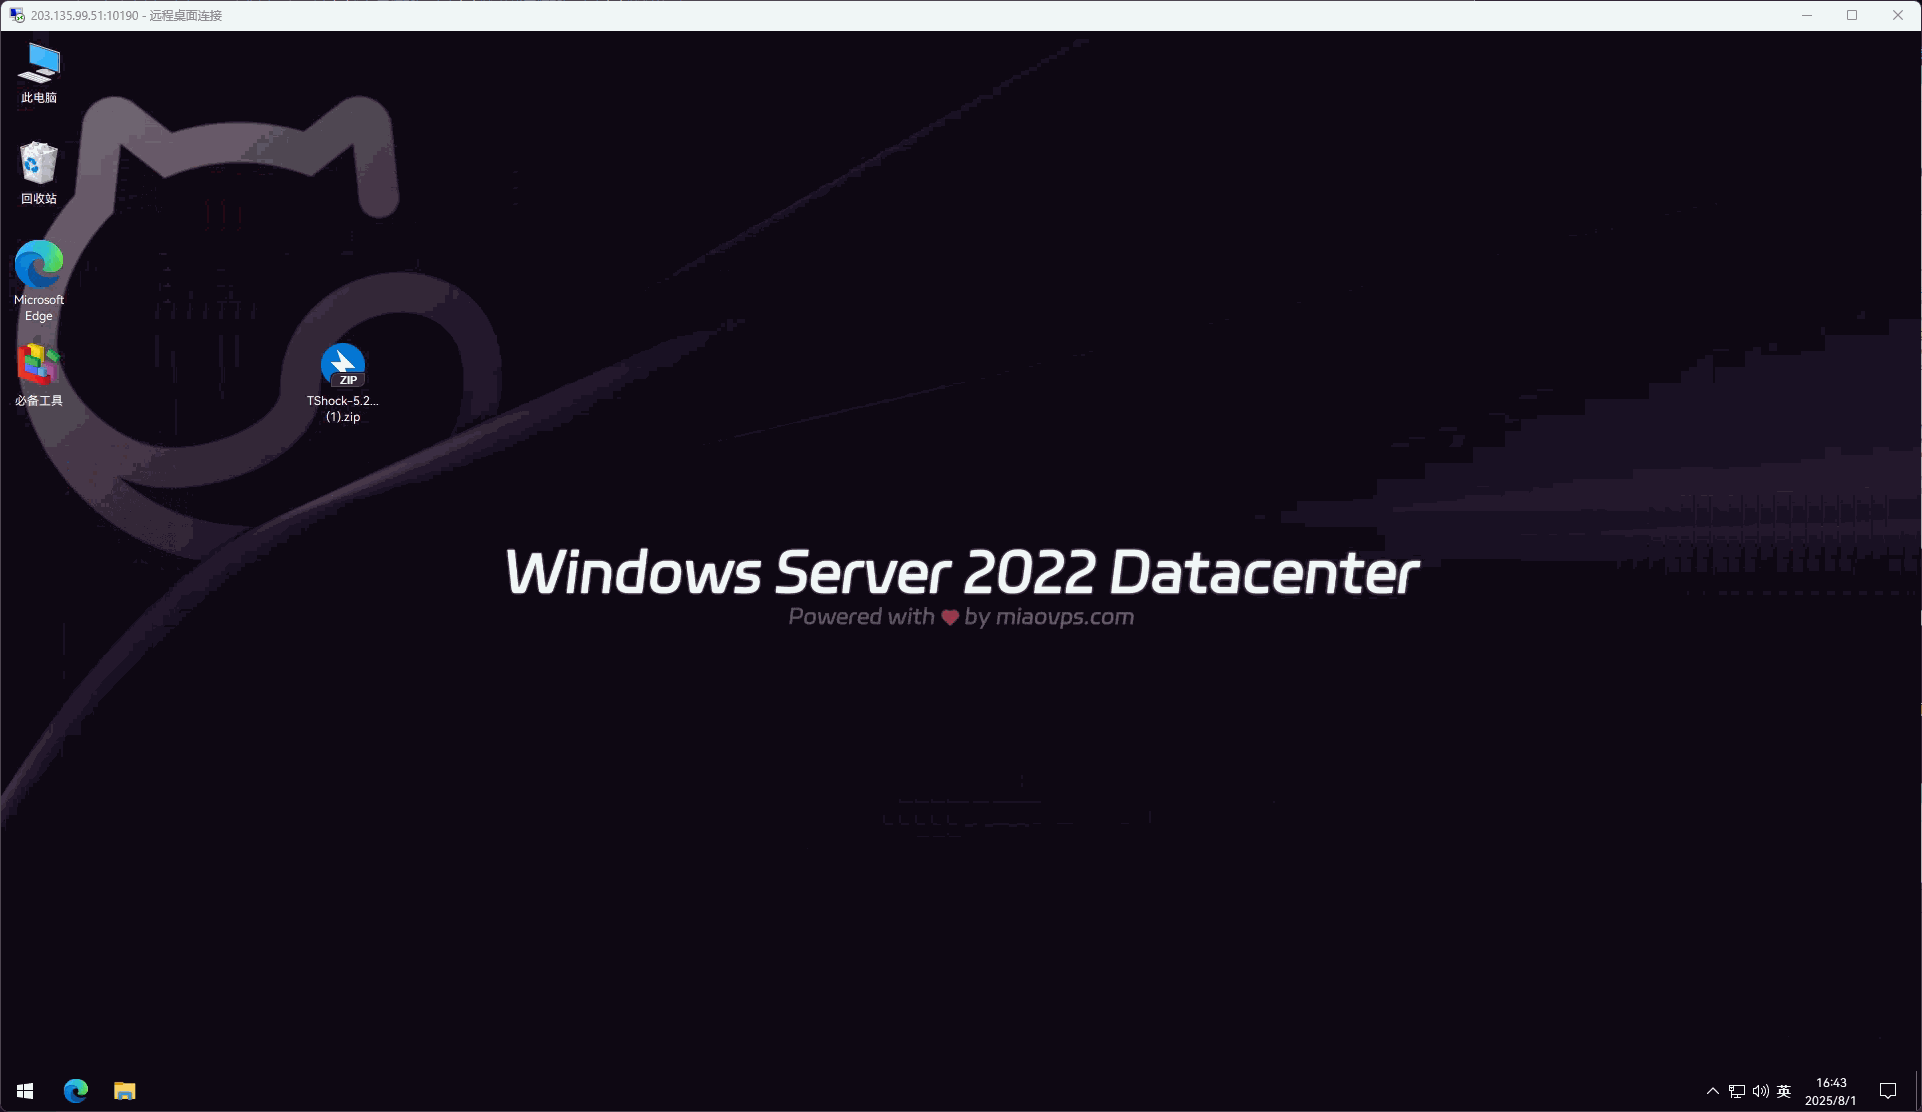 203.135.99.51:10190 - 远程桌面连接
此电脑
回收站
Microsoft
Edge
必备工具
ZIP
TShock-5.2...
(1).zip
Windows Server 2022 Datacenter
Powered with ❤ by miaovps.com
英
16:43
2025/8/1